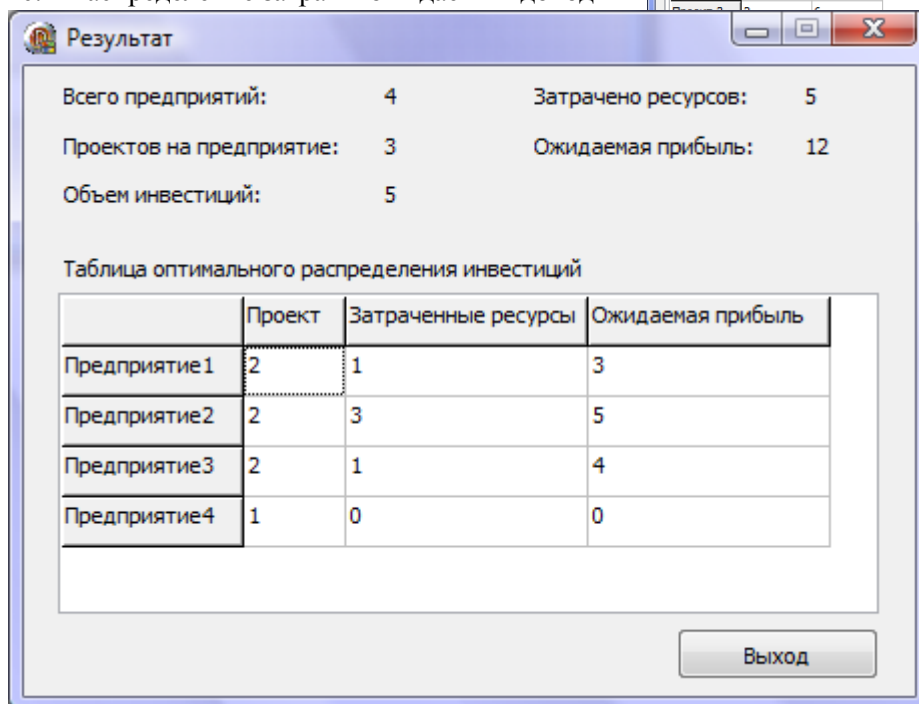 Результат
Всего предприятий: 4 Затрачено ресурсов: 5
Проектов на предприятие: 3 Ожидаемая прибыль: 12
Объем инвестиций: 5
Таблица оптимального распределения инвестиций
Проект Затраченные ресурсы Ожидаемая прибыль
Предприятие1 2 1 3
Предприятие2 2 3 5
Предприятие3 2 1 4
Предприятие4 1 0 0
Выход